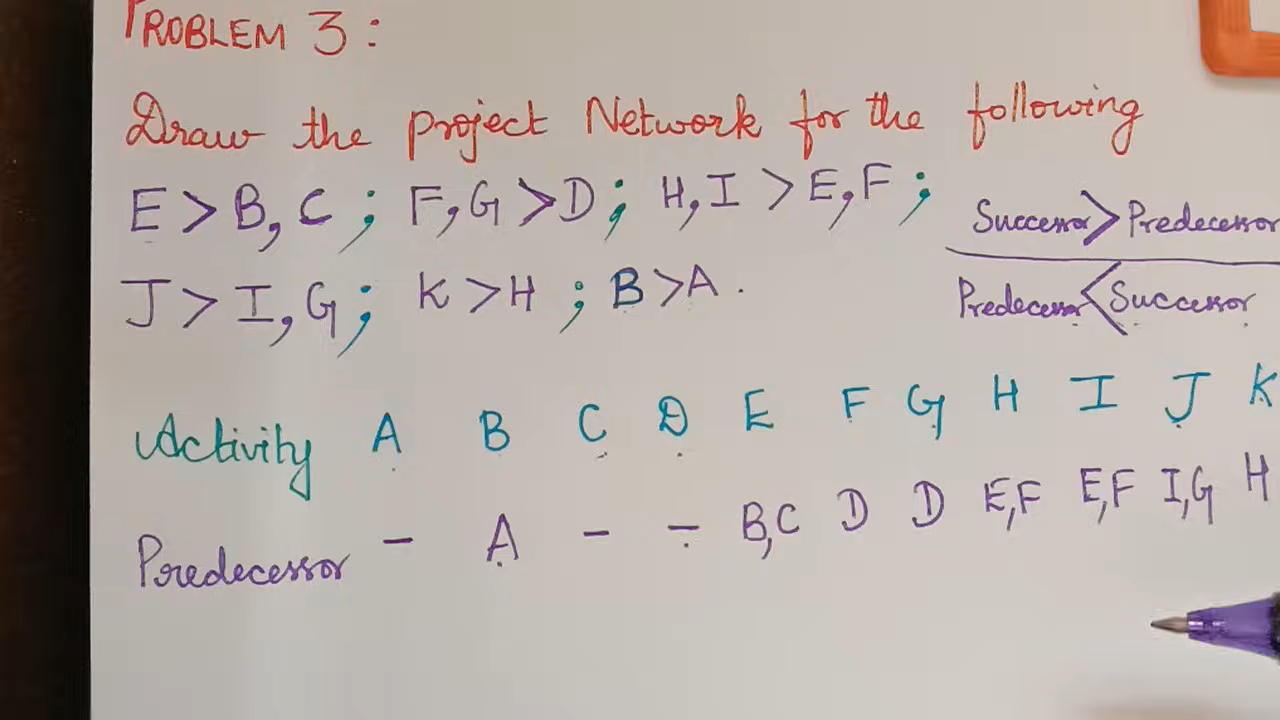 PROBLEM 3 :
Draw the project Network for the following
E > B, C ; F, G > D ; H, I > E, F ;
J > I, G ; K > H ; B > A .
Successor > Predecessor
Predecessor < Successor
Activity A B C D E F G H I J K
Predecessor - A - - B,C D D E,F E,F I,G H